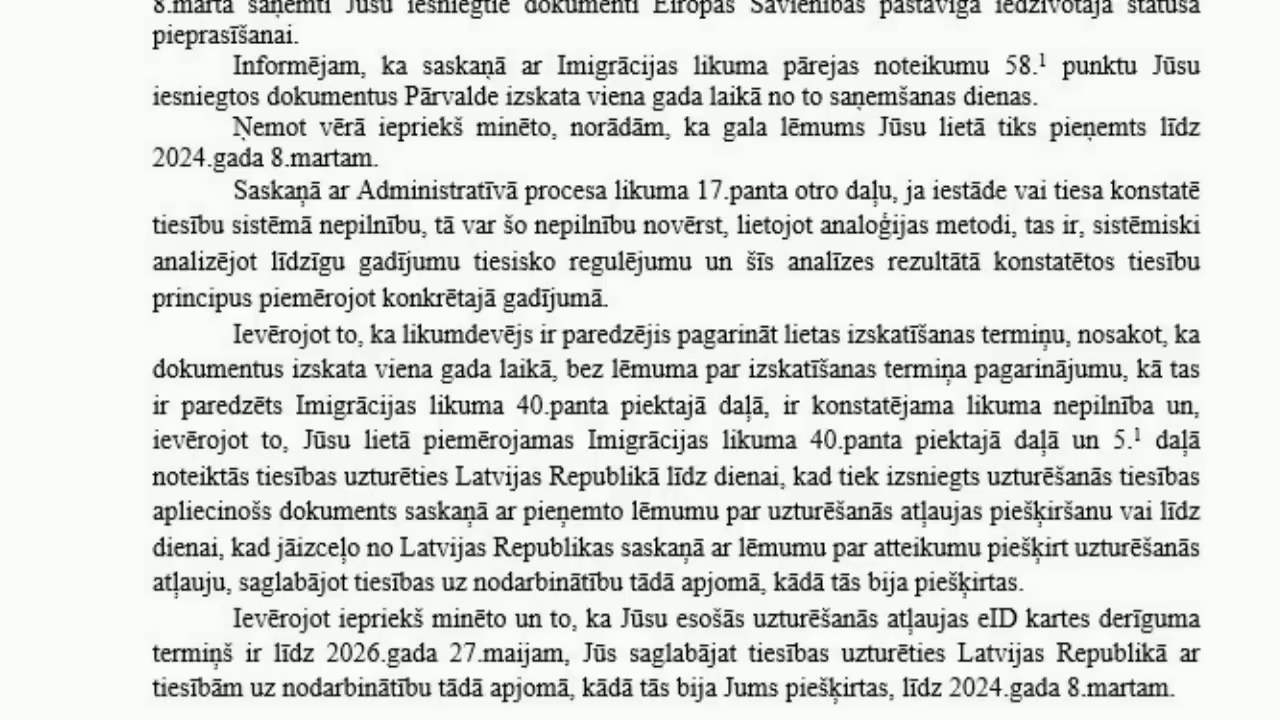 8.martā saņemti Jūsu iesniegtie dokumenti Eiropas Savienības pastāvīgā iedzīvotāja statusa
pieprasīšanai.
Informējam, ka saskaņā ar Imigrācijas likuma pārejas noteikumu 58.¹ punktu Jūsu
iesniegtos dokumentus Pārvalde izskata viena gada laikā no to saņemšanas dienas.
Ņemot vērā iepriekš minēto, norādām, ka gala lēmums Jūsu lietā tiks pieņemts līdz
2024.gada 8.martam.
Saskaņā ar Administratīvā procesa likuma 17.panta otro daļu, ja iestāde vai tiesa konstatē
tiesību sistēmā nepilnību, tā var šo nepilnību novērst, lietojot analoģijas metodi, tas ir, sistēmiski
analizējot līdzīgu gadījumu tiesisko regulējumu un šīs analīzes rezultātā konstatētos tiesību
principus piemērojot konkrētajā gadījumā.
Ievērojot to, ka likumdevējs ir paredzējis pagarināt lietas izskatīšanas termiņu, nosakot, ka
dokumentus izskata viena gada laikā, bez lēmuma par izskatīšanas termiņa pagarinājumu, kā tas
ir paredzēts Imigrācijas likuma 40.panta piektajā daļā, ir konstatējama likuma nepilnība un,
ievērojot to, Jūsu lietā piemērojamas Imigrācijas likuma 40.panta piektajā daļā un 5.¹ daļā
noteiktās tiesības uzturēties Latvijas Republikā līdz dienai, kad tiek izsniegts uzturēšanās tiesības
apliecinošs dokuments saskaņā ar pieņemto lēmumu par uzturēšanās atļaujas piešķiršanu vai līdz
dienai, kad jāizceļo no Latvijas Republikas saskaņā ar lēmumu par atteikumu piešķirt uzturēšanās
atļauju, saglabājot tiesības uz nodarbinātību tādā apjomā, kādā tās bija piešķirtas.
Ievērojot iepriekš minēto un to, ka Jūsu esošās uzturēšanās atļaujas eID kartes derīguma
termiņš ir līdz 2026.gada 27.maijam, Jūs saglabājat tiesības uzturēties Latvijas Republikā ar
tiesībām uz nodarbinātību tādā apjomā, kādā tās bija Jums piešķirtas, līdz 2024.gada 8.martam.